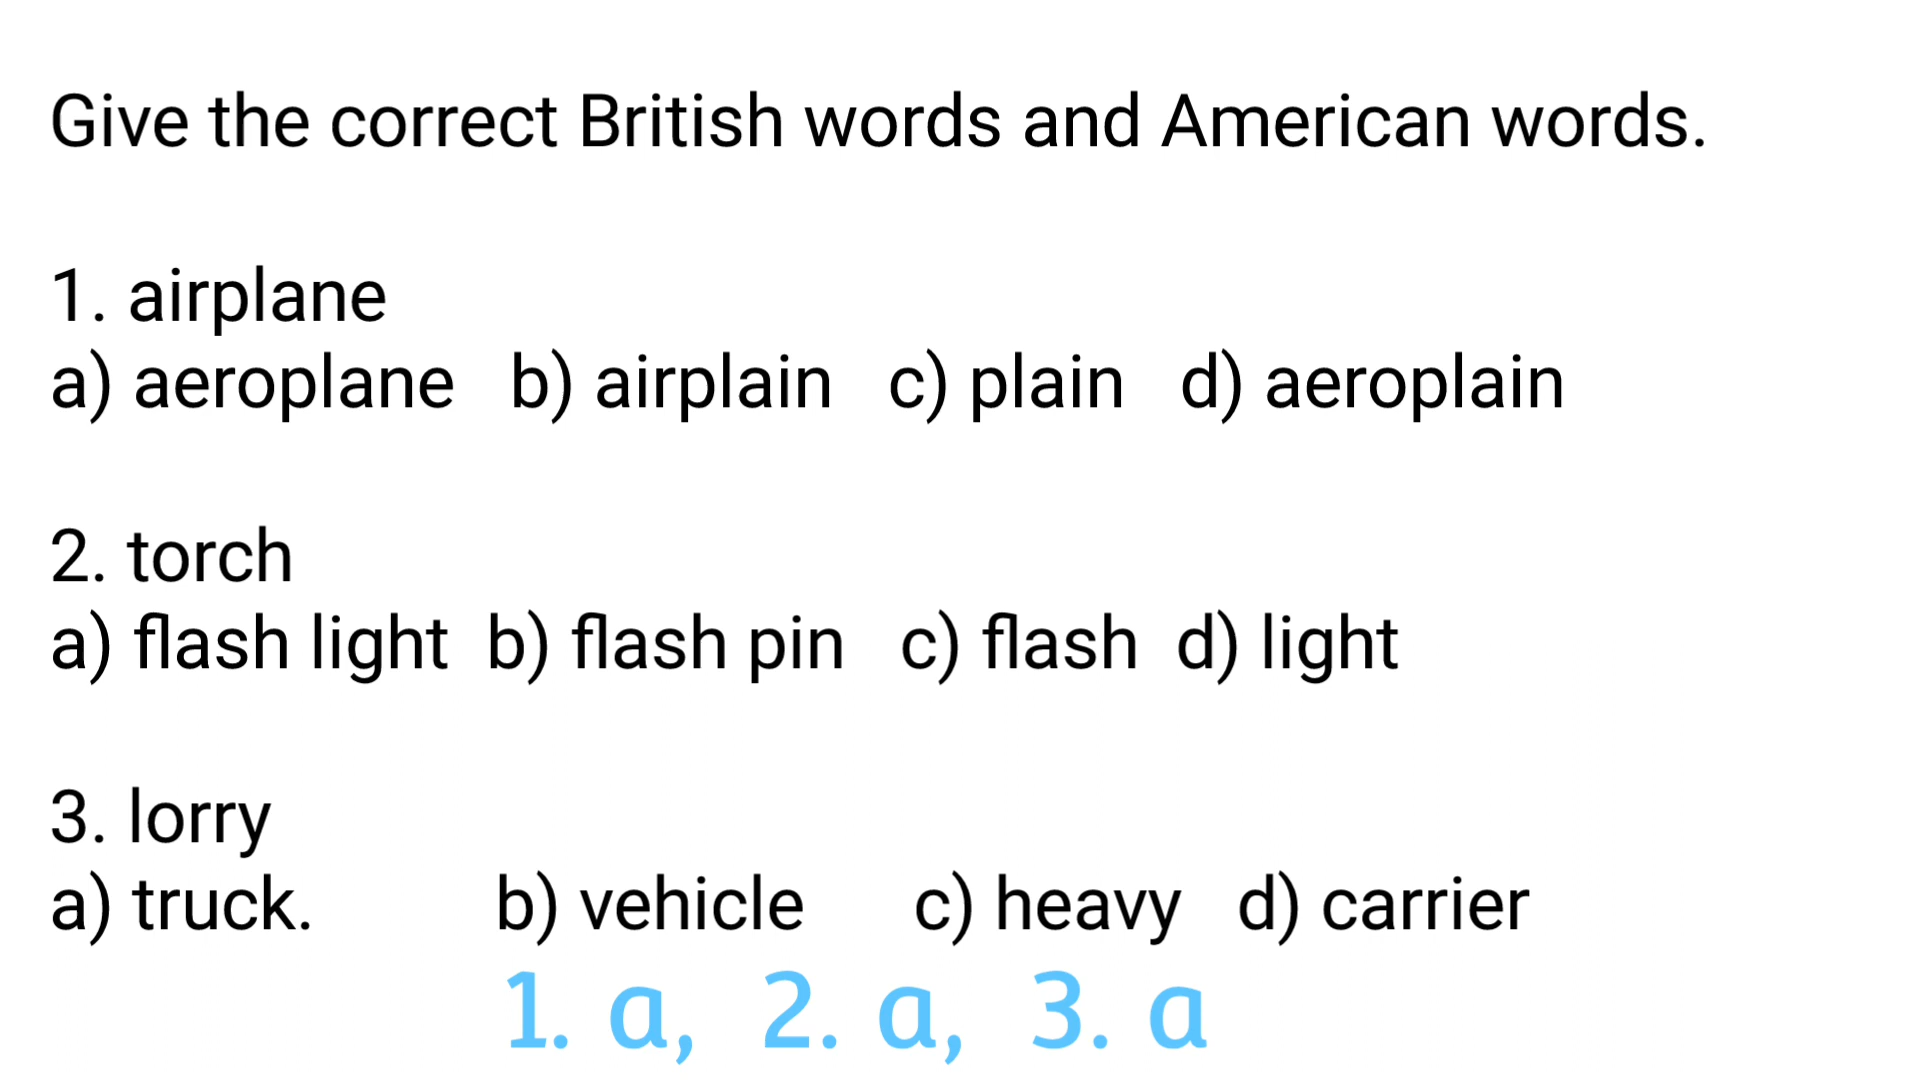 Give the correct British words and American words.
1. airplane
a) aeroplane b) airplain c) plain d) aeroplain
2. torch
a) flash light b) flash pin c) flash d) light
3. lorry
a) truck. b) vehicle c) heavy d) carrier
1. a, 2. a, 3. a